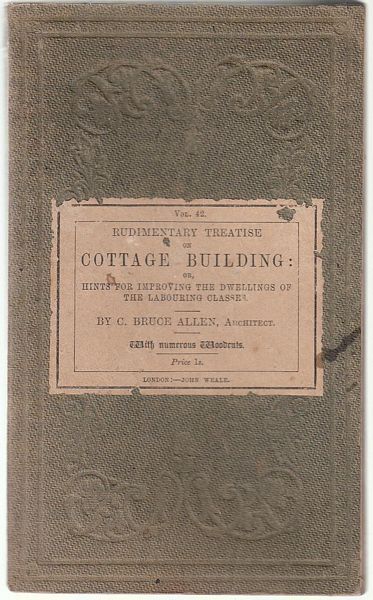 Vol. 42.
RUDIMENTARY TREATISE
ON
COTTAGE BUILDING:
OR,
HINTS FOR IMPROVING THE DWELLINGS OF
THE LABOURING CLASSES.
BY C. BRUCE ALLEN, Architect.
With numerous Woodcuts.
Price 1s.
LONDON:—JOHN WEALE.